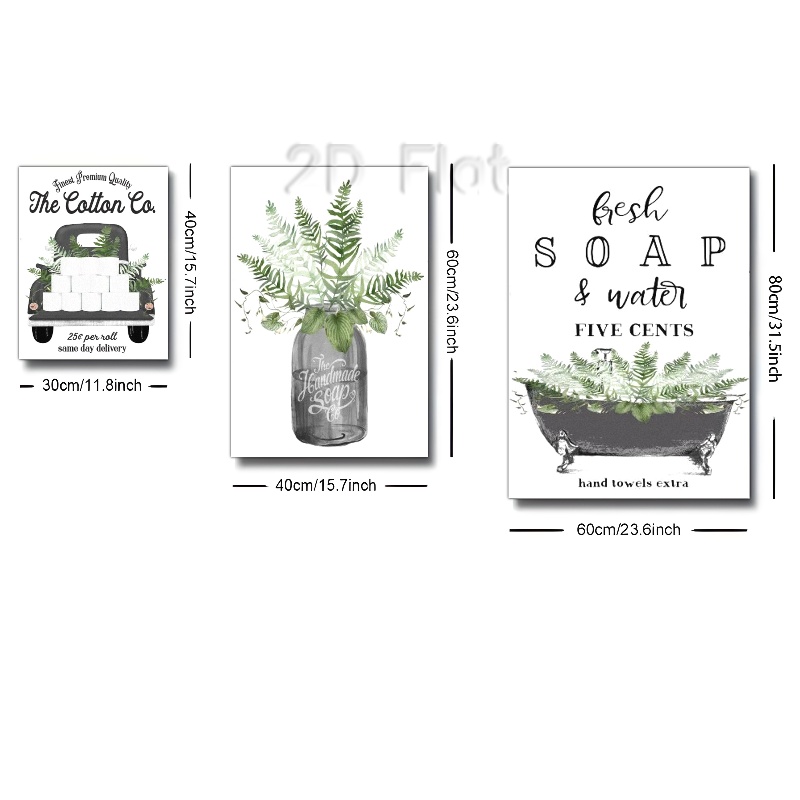 2D Flat
Finest Premium Quality
The Cotton Co.
25¢ per roll
same day delivery
40cm/15.7inch
30cm/11.8inch
The
Handmade
Soap
Co
60cm/23.6inch
40cm/15.7inch
fresh
SOAP
& water
FIVE CENTS
hand towels extra
80cm/31.5inch
60cm/23.6inch